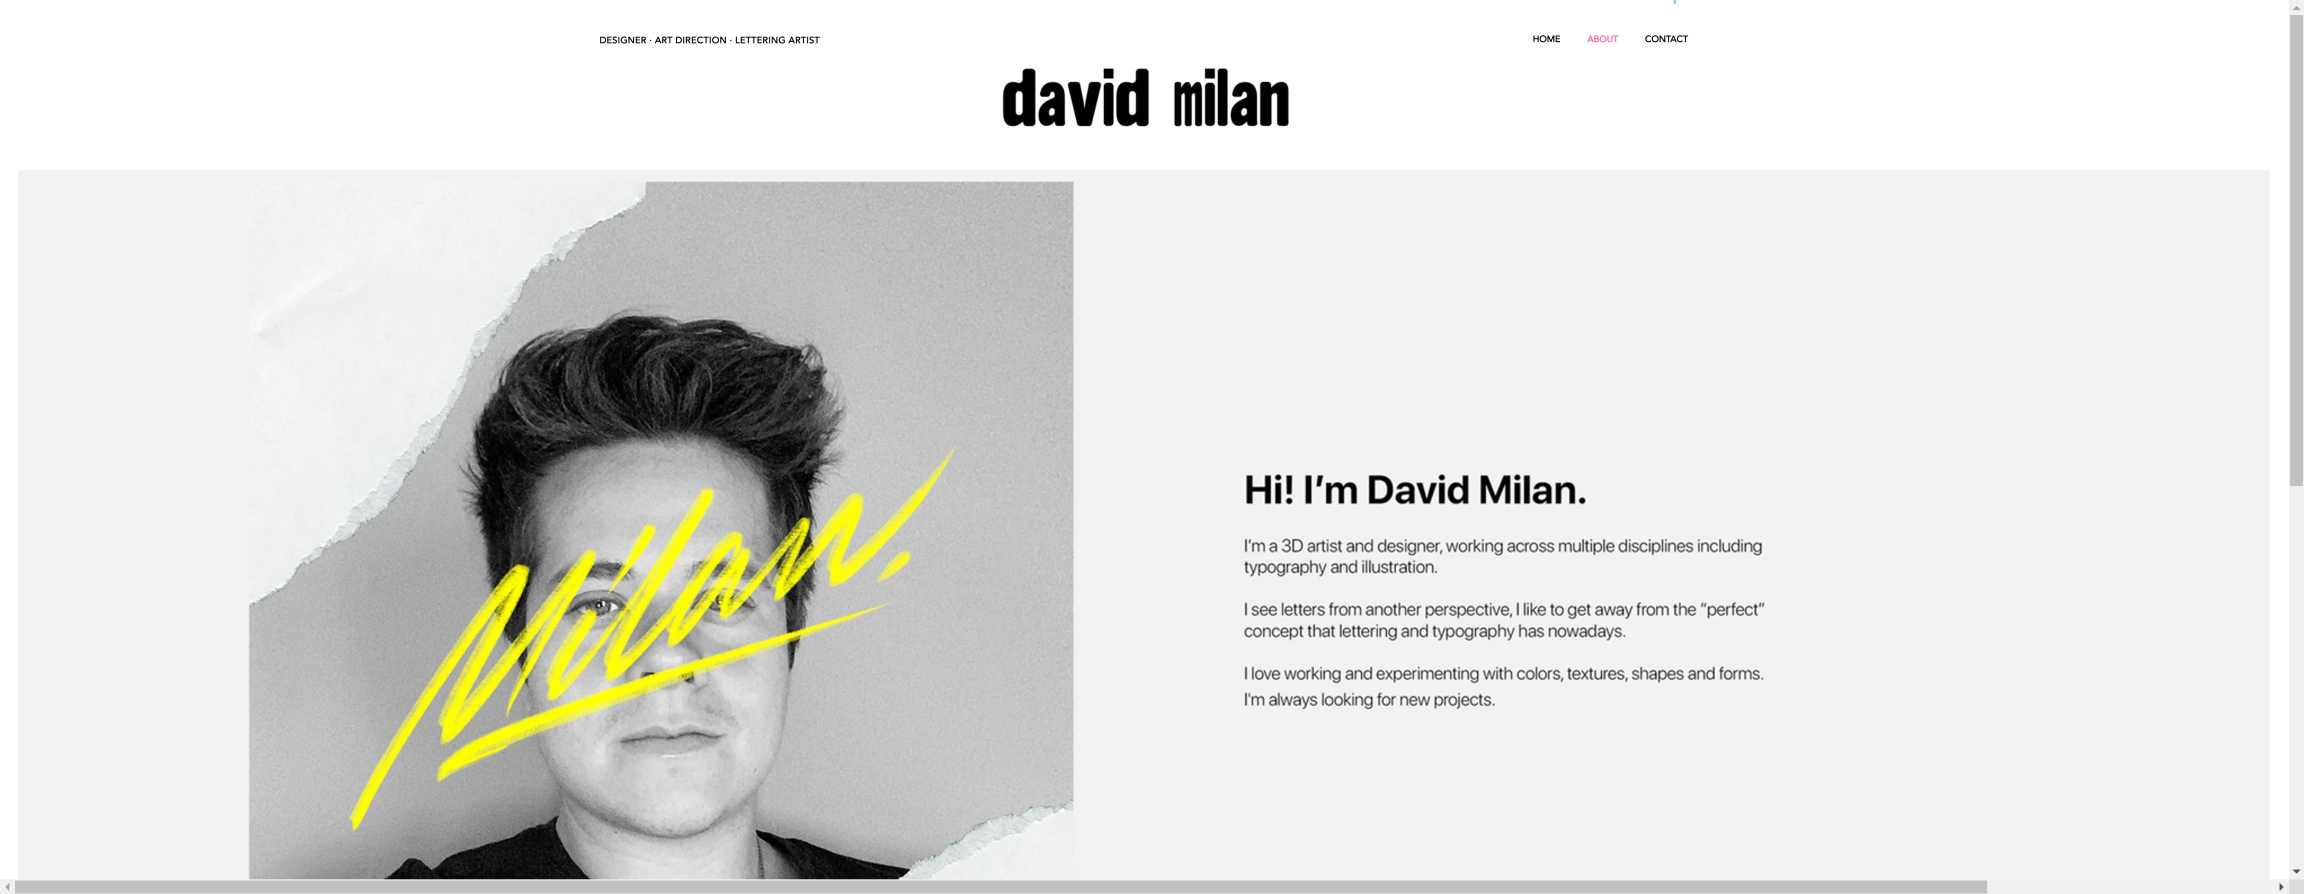 DESIGNER · ART DIRECTION · LETTERING ARTIST
HOME ABOUT CONTACT
david milan
Milan.
Hi! I’m David Milan.
I’m a 3D artist and designer, working across multiple disciplines including
typography and illustration.
I see letters from another perspective, I like to get away from the “perfect”
concept that lettering and typography has nowadays.
I love working and experimenting with colors, textures, shapes and forms.
I'm always looking for new projects.